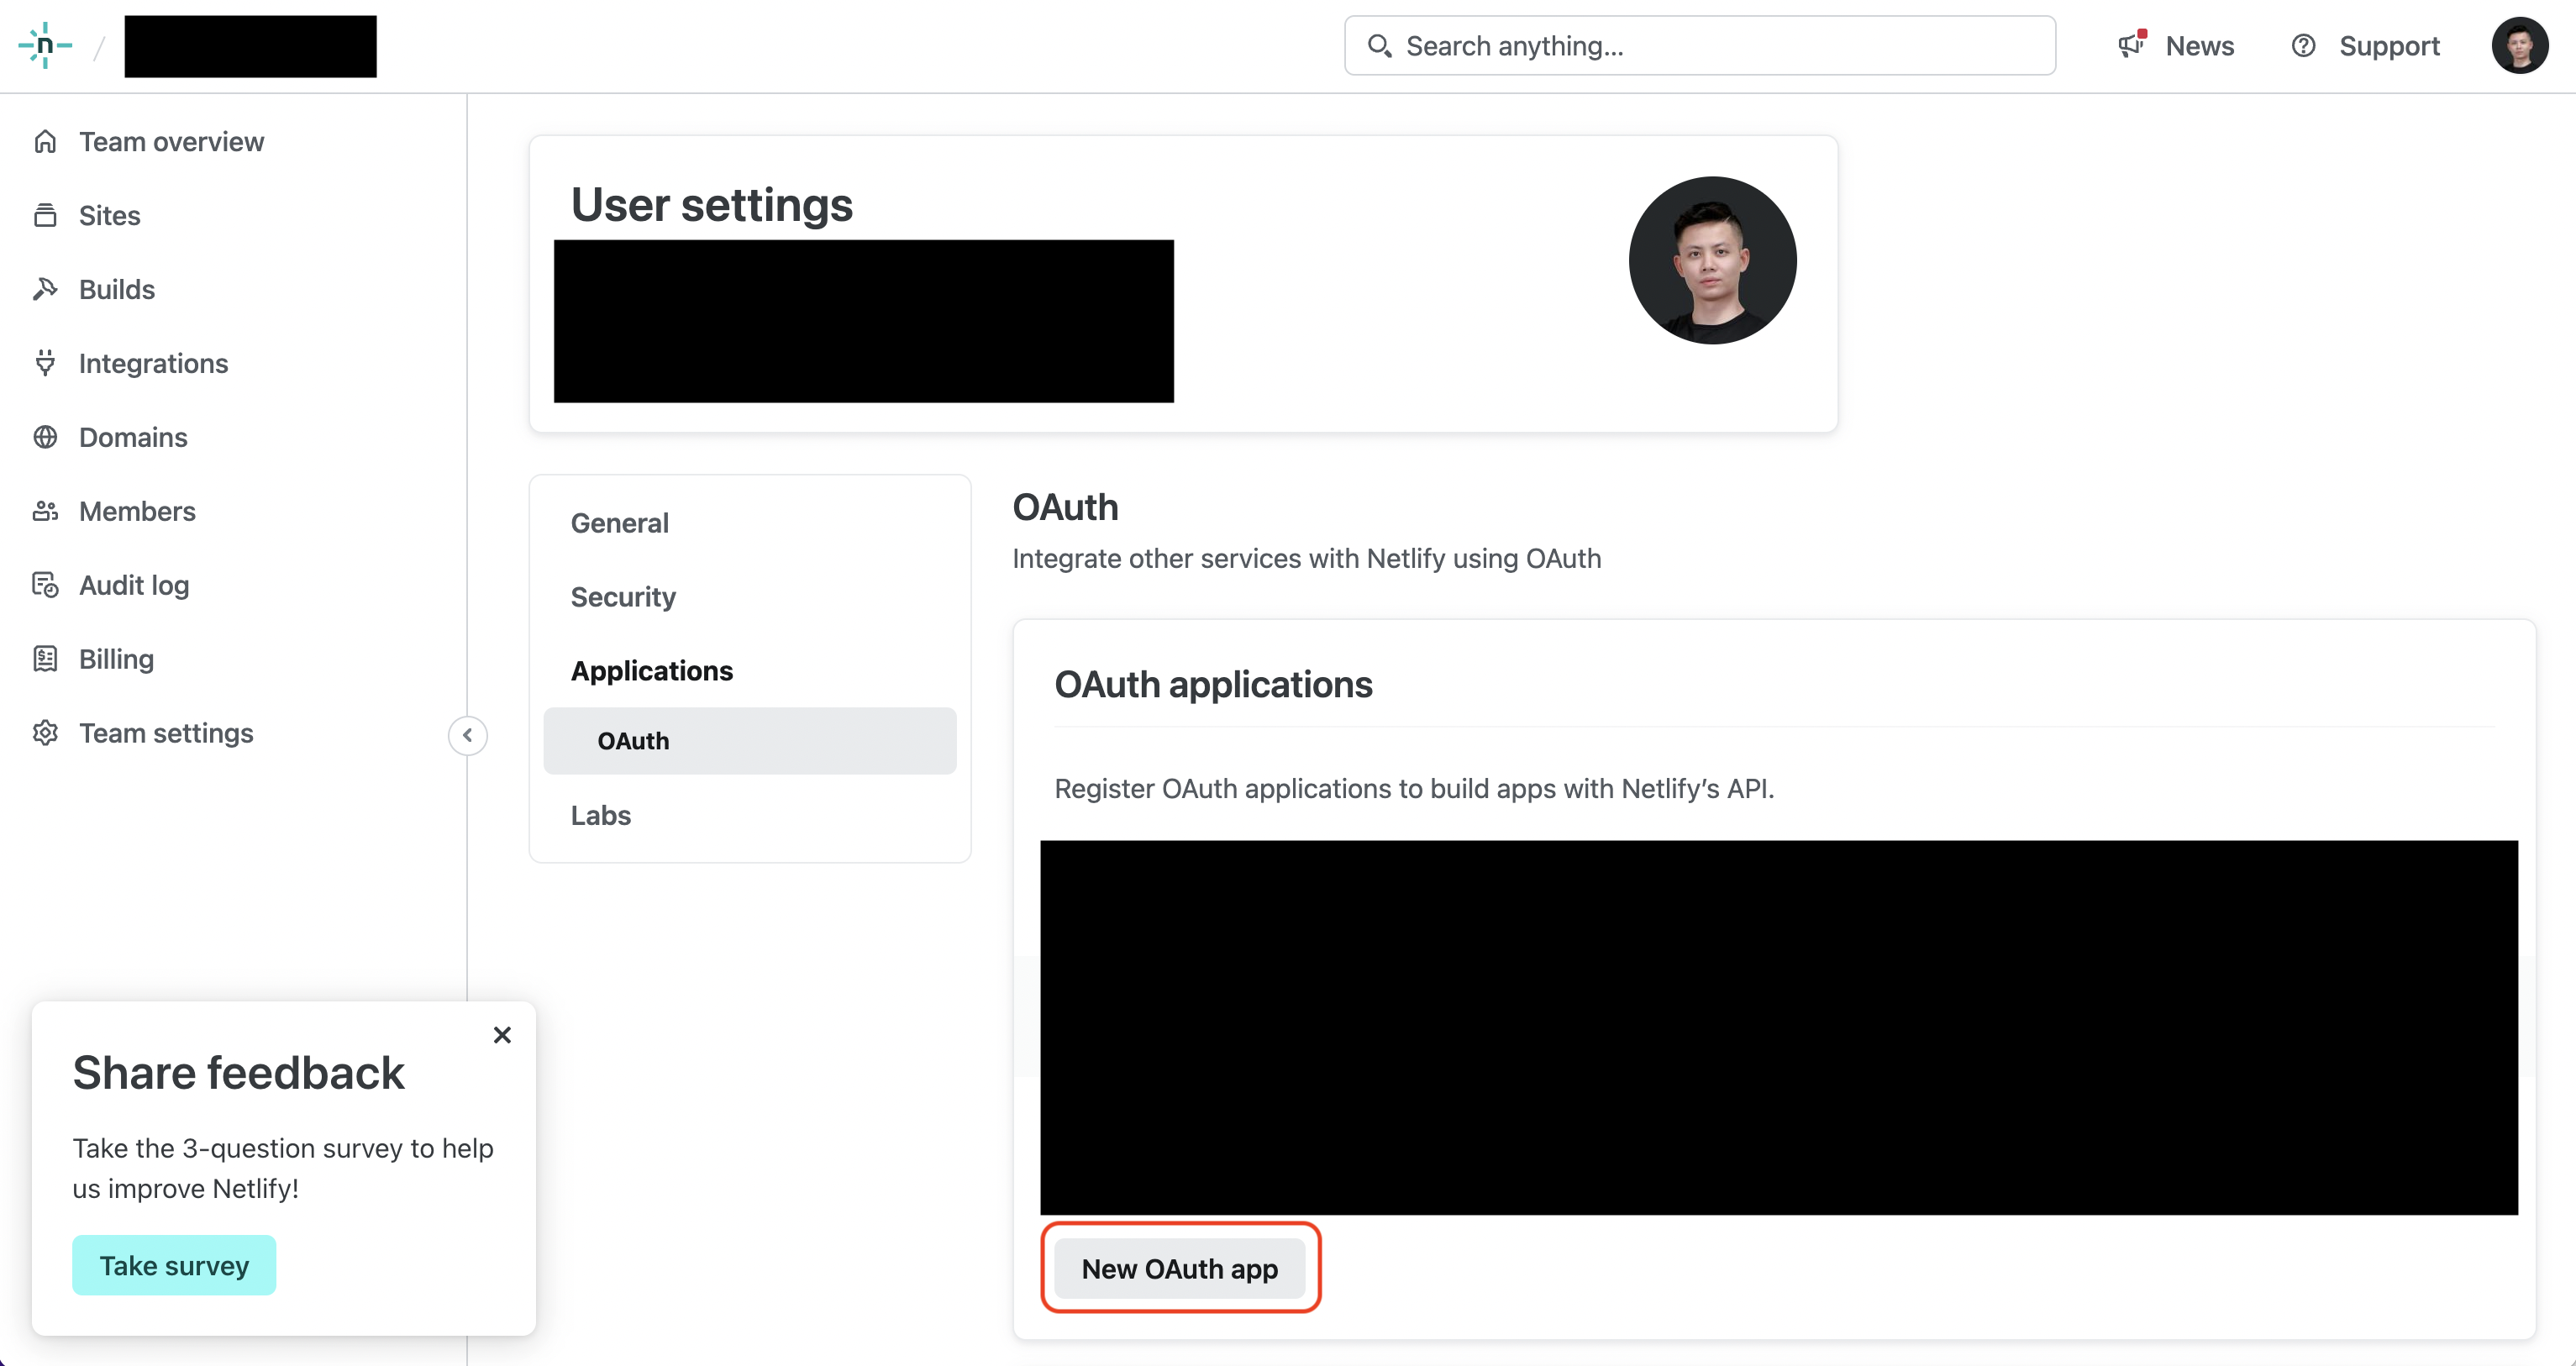 n / 
Search anything...
News
Support
Team overview
Sites
Builds
Integrations
Domains
Members
Audit log
Billing
Team settings
User settings
General
Security
Applications
OAuth
Labs
OAuth
Integrate other services with Netlify using OAuth
OAuth applications
Register OAuth applications to build apps with Netlify’s API.
New OAuth app
Share feedback
Take the 3-question survey to help
us improve Netlify!
Take survey